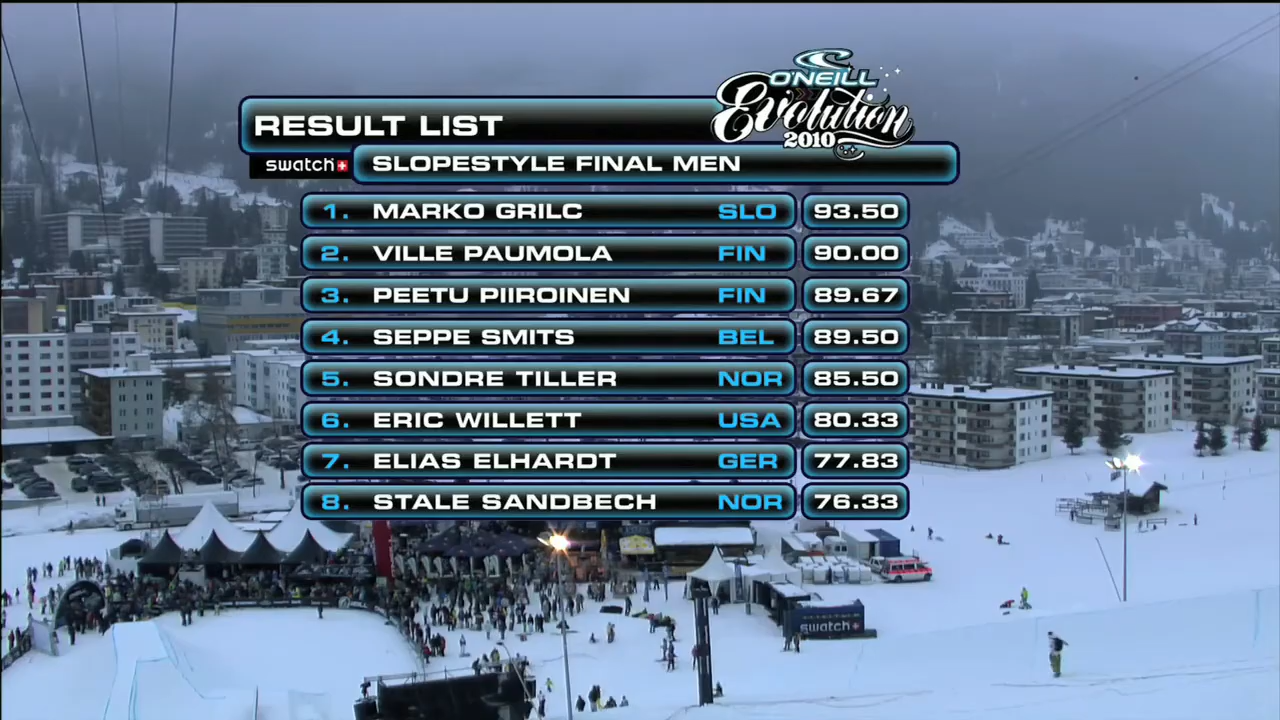 O'NEILL
Evolution
2010
RESULT LIST
swatch
SLOPESTYLE FINAL MEN
1. MARKO GRILC SLO 93.50
2. VILLE PAUMOLA FIN 90.00
3. PEETU PIIROINEN FIN 89.67
4. SEPPE SMITS BEL 89.50
5. SONDRE TILLER NOR 85.50
6. ERIC WILLETT USA 80.33
7. ELIAS ELHARDT GER 77.83
8. STALE SANDBECH NOR 76.33
swatch